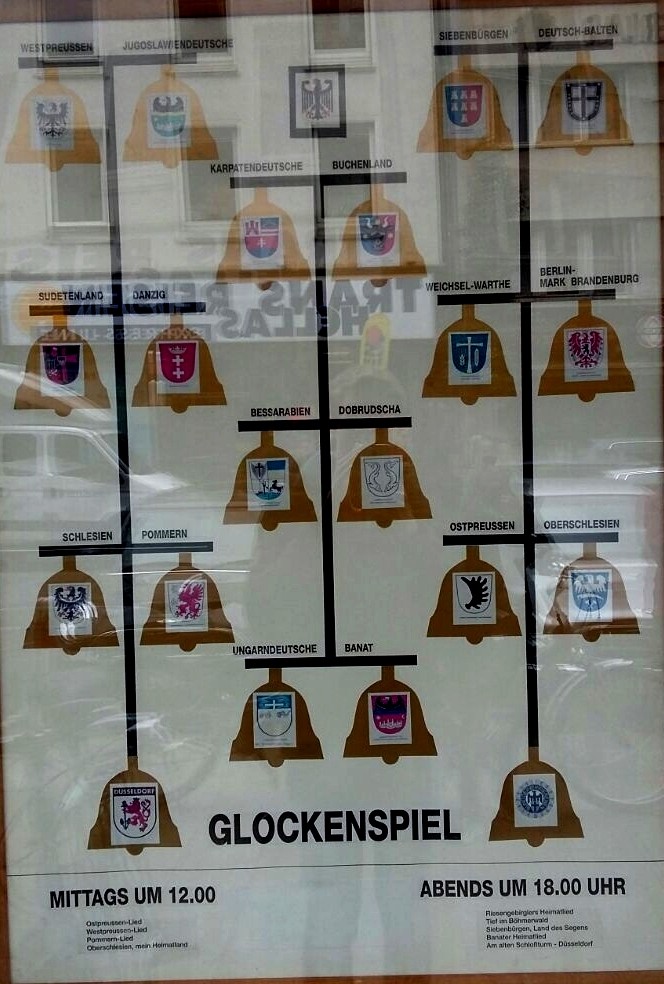 WESTPREUSSEN JUGOSLAWIENDEUTSCHE
SIEBENBÜRGEN DEUTSCH-BALTEN
KARPATENDEUTSCHE BUCHENLAND
SUDETENLAND DANZIG
WEICHSEL-WARTHE BERLIN-
MARK BRANDENBURG
BESSARABIEN DOBRUDSCHA
SCHLESIEN POMMERN
OSTPREUSSEN OBERSCHLESIEN
UNGARNDEUTSCHE BANAT
DÜSSELDORF
GLOCKENSPIEL
MITTAGS UM 12.00
Ostpreussen-Lied
Westpreussen-Lied
Pommern-Lied
Oberschlesien, mein Heimatland
ABENDS UM 18.00 UHR
Riesengebirglers Heimatlied
Tief im Böhmerwald
Siebenbürgen, Land des Segens
Banater Heimatlied
Am alten Schloßturm - Düsseldorf
TRANS REISEN
HELLAS